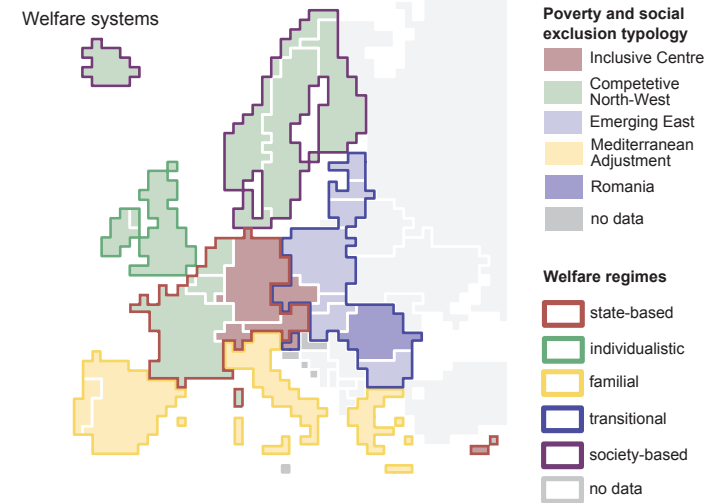 Welfare systems
Poverty and social
exclusion typology
Inclusive Centre
Competetive
North-West
Emerging East
Mediterranean
Adjustment
Romania
no data
Welfare regimes
state-based
individualistic
familial
transitional
society-based
no data